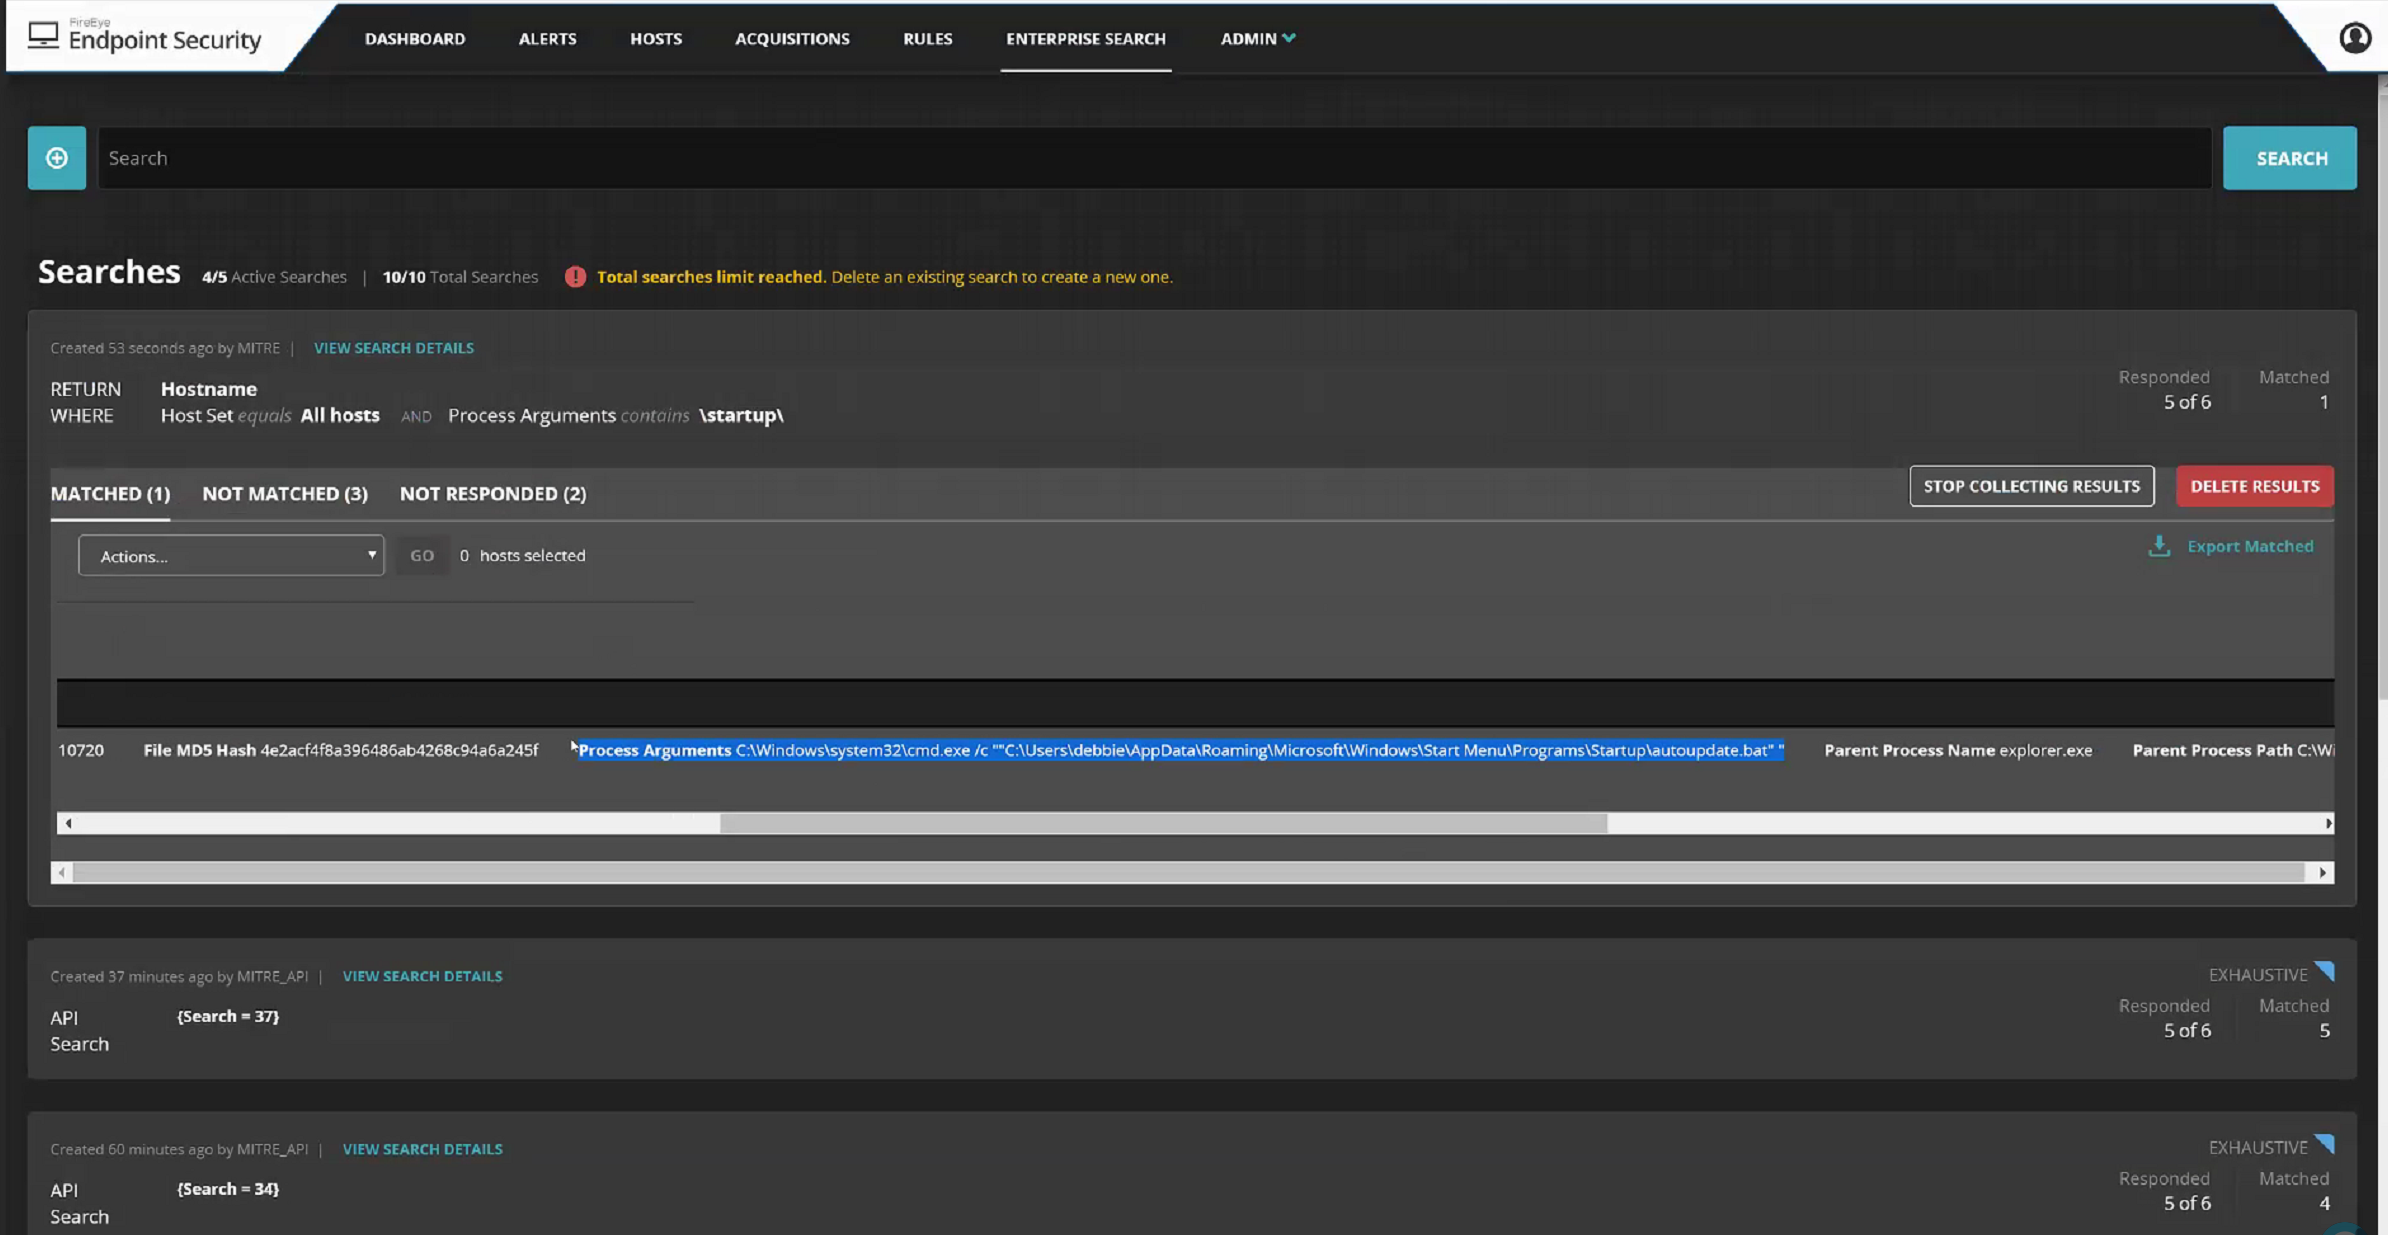 FireEye
Endpoint Security
DASHBOARD ALERTS HOSTS ACQUISITIONS RULES ENTERPRISE SEARCH ADMIN
Search
SEARCH
Searches 4/5 Active Searches | 10/10 Total Searches ! Total searches limit reached. Delete an existing search to create a new one.
Created 53 seconds ago by MITRE | VIEW SEARCH DETAILS
Responded Matched
RETURN Hostname
5 of 6 1
WHERE Host Set equals All hosts AND Process Arguments contains \startup\
MATCHED (1) NOT MATCHED (3) NOT RESPONDED (2) STOP COLLECTING RESULTS DELETE RESULTS
Actions... GO 0 hosts selected Export Matched
10720 File MD5 Hash 4e2acf4f8a396486ab4268c94a6a245f Process Arguments C:\Windows\system32\cmd.exe /c ""C:\Users\debbie\AppData\Roaming\Microsoft\Windows\Start Menu\Programs\Startup\autoupdate.bat" " Parent Process Name explorer.exe Parent Process Path C:\Wi
Created 37 minutes ago by MITRE_API | VIEW SEARCH DETAILS EXHAUSTIVE
Responded Matched
API {Search = 37}
5 of 6 5
Search
Created 60 minutes ago by MITRE_API | VIEW SEARCH DETAILS EXHAUSTIVE
Responded Matched
API {Search = 34}
5 of 6 4
Search